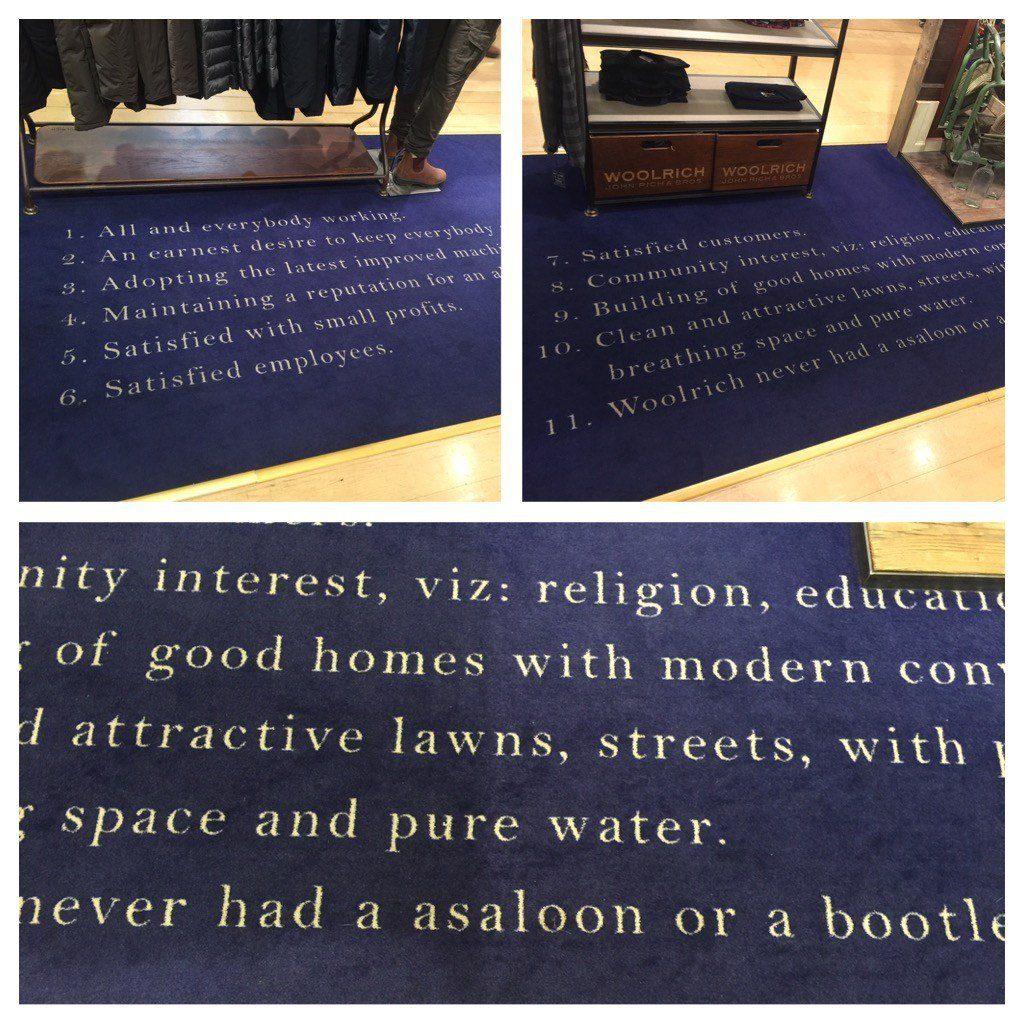 1. All and everybody working.
2. An earnest desire to keep everybody
3. Adopting the latest improved machi
4. Maintaining a reputation for an a
5. Satisfied with small profits.
6. Satisfied employees.
WOOLRICH
JOHN RICH & BROS
WOOLRICH
JOHN RICH & BROS
7. Satisfied customers.
8. Community interest, viz: religion, educati
9. Building of good homes with modern con
10. Clean and attractive lawns, streets, wit
breathing space and pure water.
11. Woolrich never had a asaloon or a
nity interest, viz: religion, educatio
of good homes with modern conv
d attractive lawns, streets, with p
space and pure water.
never had a asaloon or a bootle